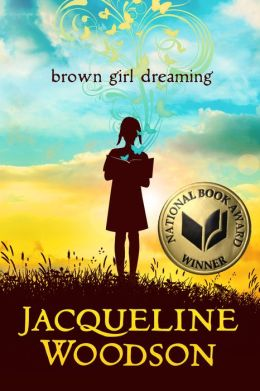 brown girl dreaming
NATIONAL BOOK AWARD
WINNER
JACQUELINE
WOODSON